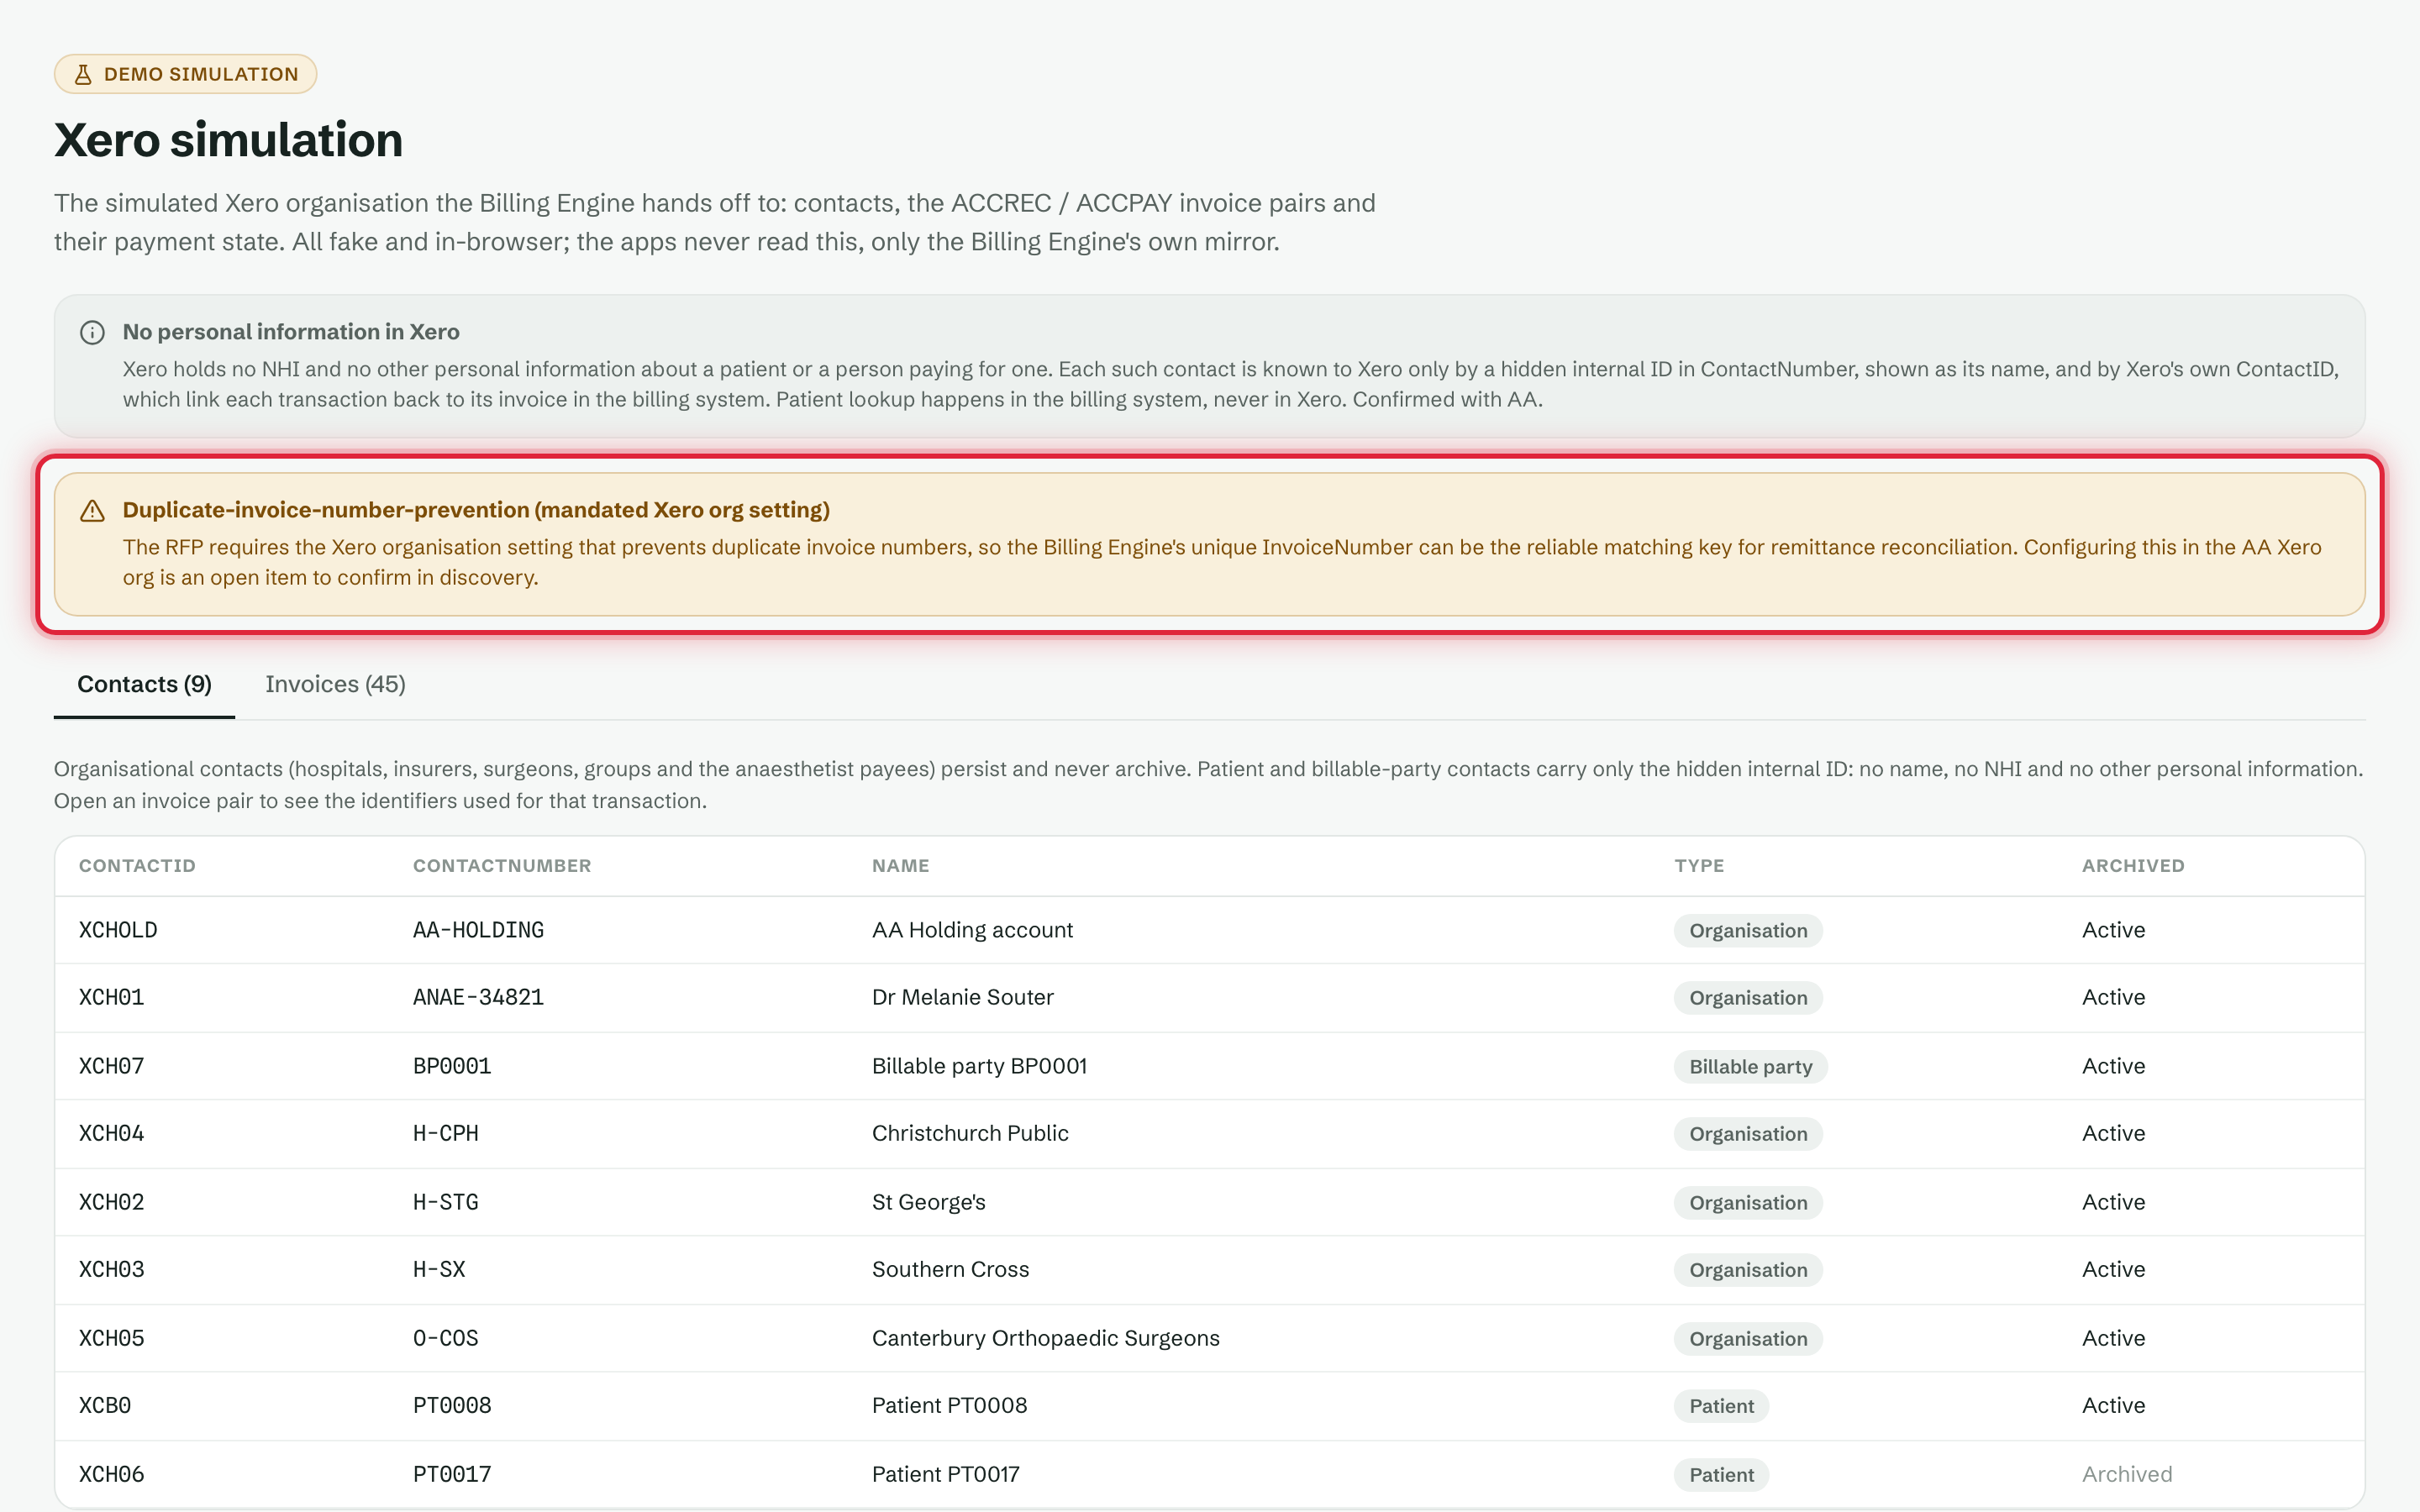 DEMO SIMULATION
Xero simulation
The simulated Xero organisation the Billing Engine hands off to: contacts, the ACCREC / ACCPAY invoice pairs and
their payment state. All fake and in-browser; the apps never read this, only the Billing Engine's own mirror.
No personal information in Xero
Xero holds no NHI and no other personal information about a patient or a person paying for one. Each such contact is known to Xero only by a hidden internal ID in ContactNumber, shown as its name, and by Xero's own ContactID,
which link each transaction back to its invoice in the billing system. Patient lookup happens in the billing system, never in Xero. Confirmed with AA.
Duplicate-invoice-number-prevention (mandated Xero org setting)
The RFP requires the Xero organisation setting that prevents duplicate invoice numbers, so the Billing Engine's unique InvoiceNumber can be the reliable matching key for remittance reconciliation. Configuring this in the AA Xero
org is an open item to confirm in discovery.
Contacts (9) Invoices (45)
Organisational contacts (hospitals, insurers, surgeons, groups and the anaesthetist payees) persist and never archive. Patient and billable-party contacts carry only the hidden internal ID: no name, no NHI and no other personal information.
Open an invoice pair to see the identifiers used for that transaction.
CONTACTID CONTACTNUMBER NAME TYPE ARCHIVED
XCHOLD AA-HOLDING AA Holding account Organisation Active
XCH01 ANAE-34821 Dr Melanie Souter Organisation Active
XCH07 BP0001 Billable party BP0001 Billable party Active
XCH04 H-CPH Christchurch Public Organisation Active
XCH02 H-STG St George's Organisation Active
XCH03 H-SX Southern Cross Organisation Active
XCH05 O-COS Canterbury Orthopaedic Surgeons Organisation Active
XCB0 PT0008 Patient PT0008 Patient Active
XCH06 PT0017 Patient PT0017 Patient Archived